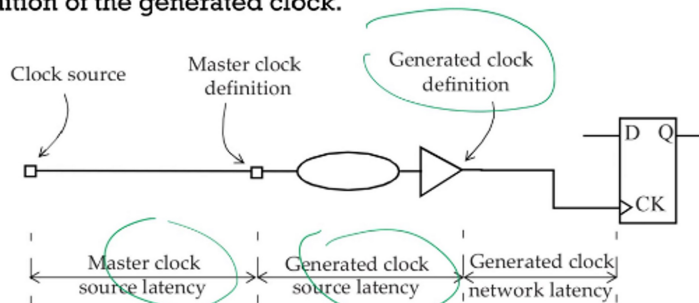 of the generated clock.
Clock source
Master clock
definition
Generated clock
definition
D Q
CK
Master clock
source latency
Generated clock
source latency
Generated clock
network latency